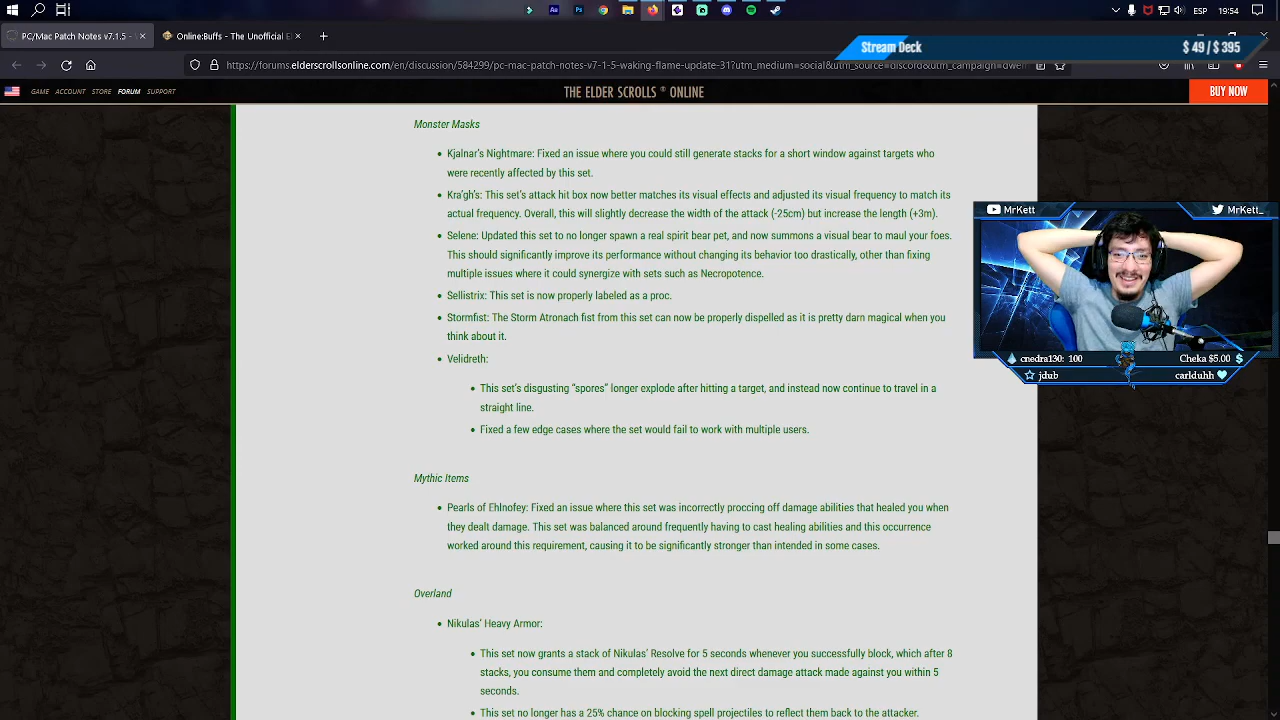 19:54
PC/Mac Patch Notes v7.1.5 -
Online:Buffs - The Unofficial El
Stream Deck
$ 49 / $ 395
https://forums.elderscrollsonline.com/en/discussion/584299/pc-mac-patch-notes-v7-1-5-waking-flame-update-31?utm_medium=social&utm_source=discord&utm_campaign=dwem
GAME ACCOUNT STORE FORUM SUPPORT
THE ELDER SCROLLS ® ONLINE
BUY NOW
Monster Masks
Kjalnar's Nightmare: Fixed an issue where you could still generate stacks for a short window against targets who
were recently affected by this set.
Kra'gh's: This set's attack hit box now better matches its visual effects and adjusted its visual frequency to match its
actual frequency. Overall, this will slightly decrease the width of the attack (-25cm) but increase the length (+3m).
Selene: Updated this set to no longer spawn a real spirit bear pet, and now summons a visual bear to maul your foes.
This should significantly improve its performance without changing its behavior too drastically, other than fixing
multiple issues where it could synergize with sets such as Necropotence.
Sellistrix: This set is now properly labeled as a proc.
Stormfist: The Storm Atronach fist from this set can now be properly dispelled as it is pretty darn magical when you
think about it.
Velidreth:
This set's disgusting "spores" longer explode after hitting a target, and instead now continue to travel in a
straight line.
Fixed a few edge cases where the set would fail to work with multiple users.
Mythic Items
Pearls of Ehlnofey: Fixed an issue where this set was incorrectly proccing off damage abilities that healed you when
they dealt damage. This set was balanced around frequently having to cast healing abilities and this occurrence
worked around this requirement, causing it to be significantly stronger than intended in some cases.
Overland
Nikulas' Heavy Armor:
This set now grants a stack of Nikulas' Resolve for 5 seconds whenever you successfully block, which after 8
stacks, you consume them and completely avoid the next direct damage attack made against you within 5
seconds.
This set no longer has a 25% chance on blocking spell projectiles to reflect them back to the attacker.
MrKett
MrKett_
cnedra130: 100
Cheka $5.00
jdub
carlduhh